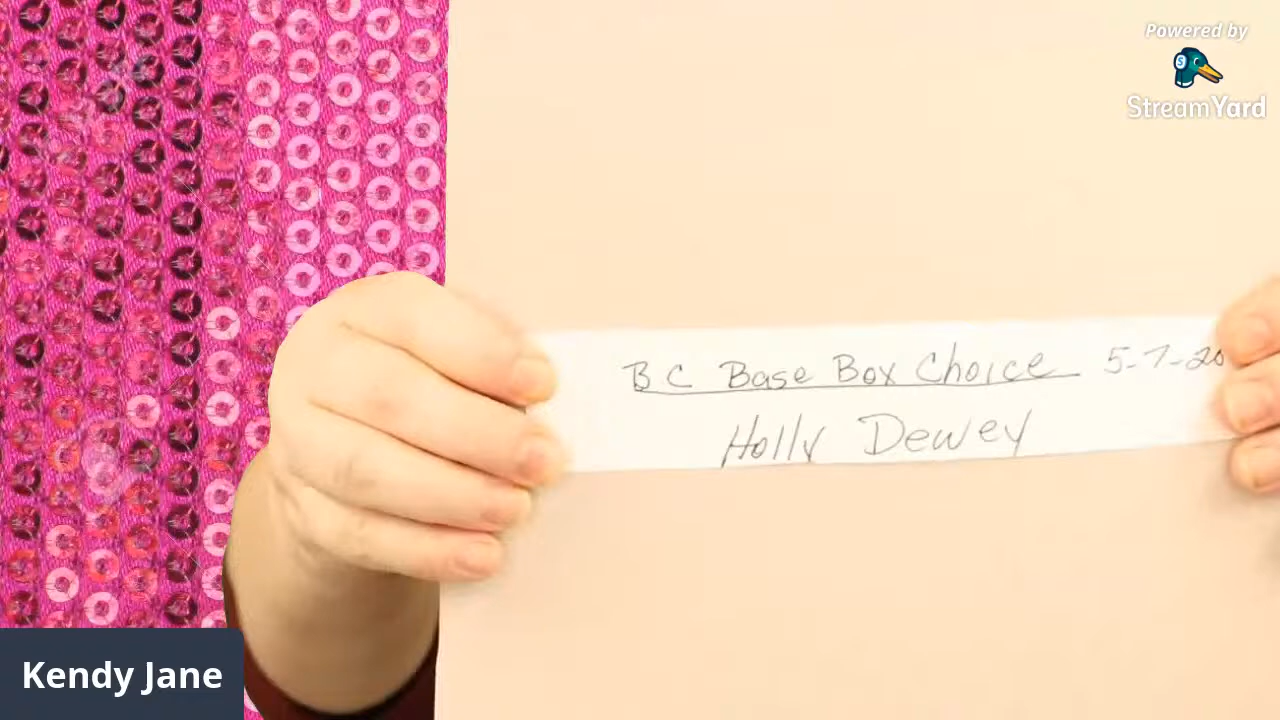 Powered by
StreamYard
BC Base Box Choice 5-7-20
Holly Dewey
Kendy Jane